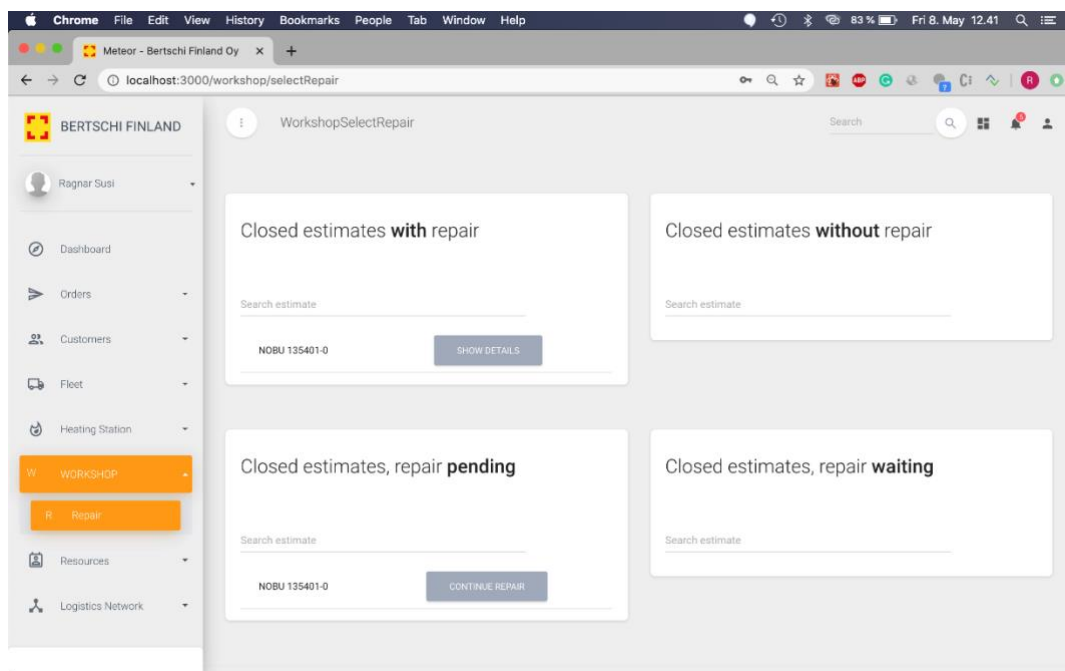 Chrome File Edit View History Bookmarks People Tab Window Help 83 % Fri 8. May 12.41
Meteor - Bertschi Finland Oy
localhost:3000/workshop/selectRepair
BERTSCHI FINLAND
WorkshopSelectRepair
Search
Ragnar Susi
Dashboard
Orders
Customers
Fleet
Heating Station
W WORKSHOP
R Repair
Resources
Logistics Network
Closed estimates with repair
Search estimate
NOBU 135401-0 SHOW DETAILS
Closed estimates without repair
Search estimate
Closed estimates, repair pending
Search estimate
NOBU 135401-0 CONTINUE REPAIR
Closed estimates, repair waiting
Search estimate